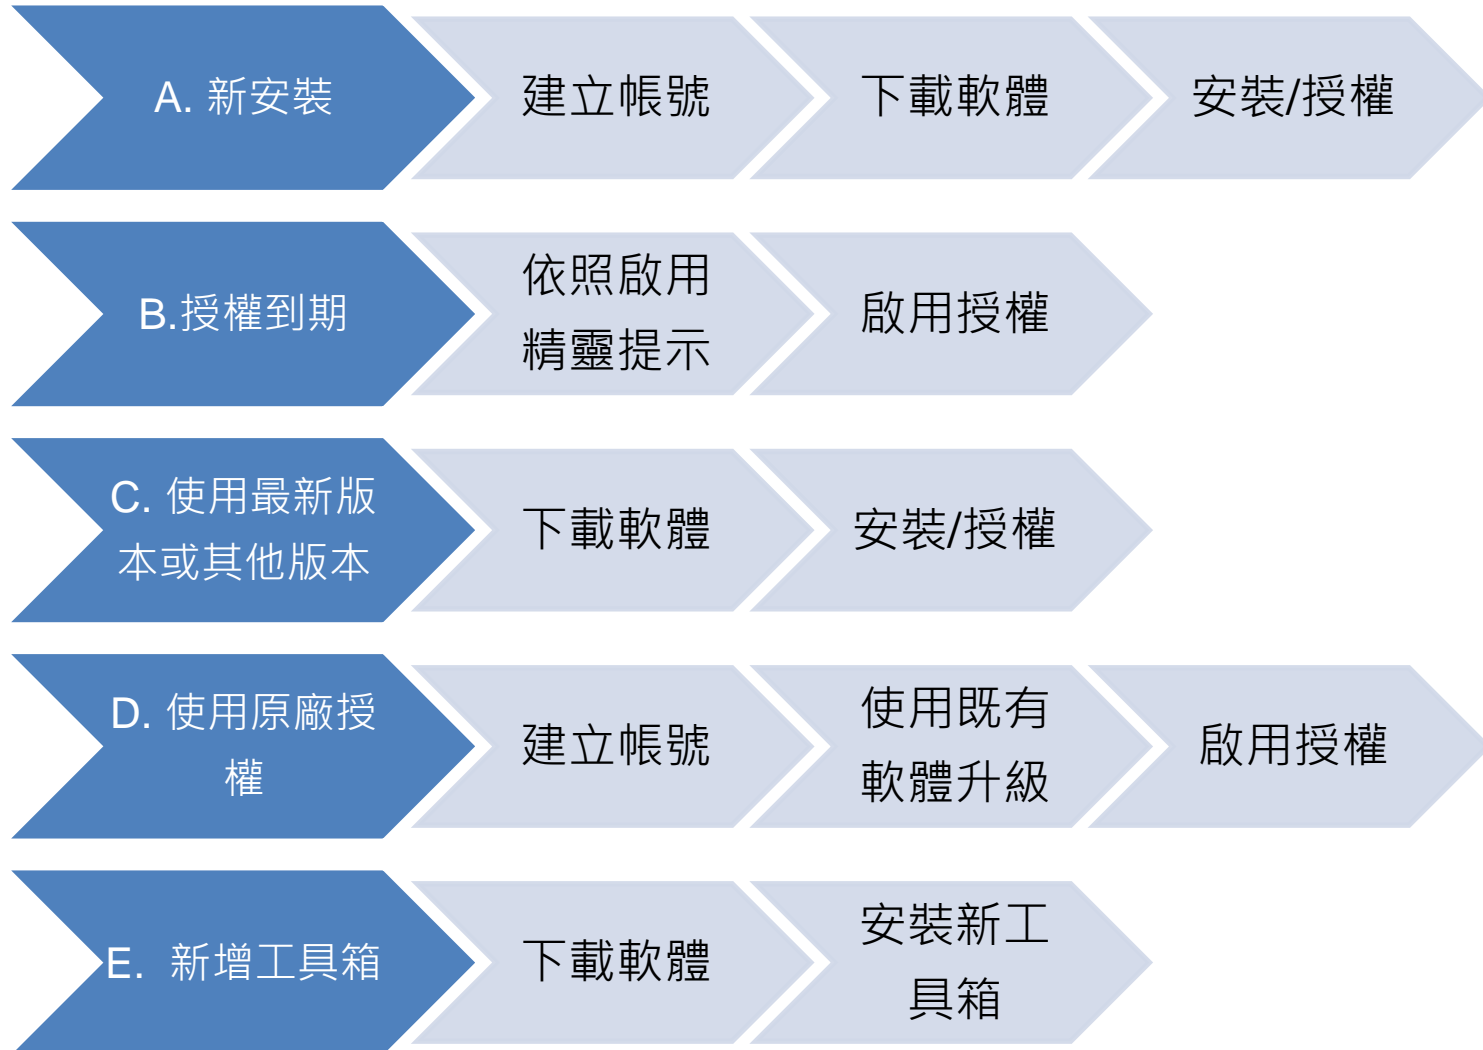 A. 新安裝
建立帳號
下載軟體
安裝/授權
B.授權到期
依照啟用
精靈提示
啟用授權
C. 使用最新版
本或其他版本
下載軟體
安裝/授權
D. 使用原廠授
權
建立帳號
使用既有
軟體升級
啟用授權
E. 新增工具箱
下載軟體
安裝新工
具箱